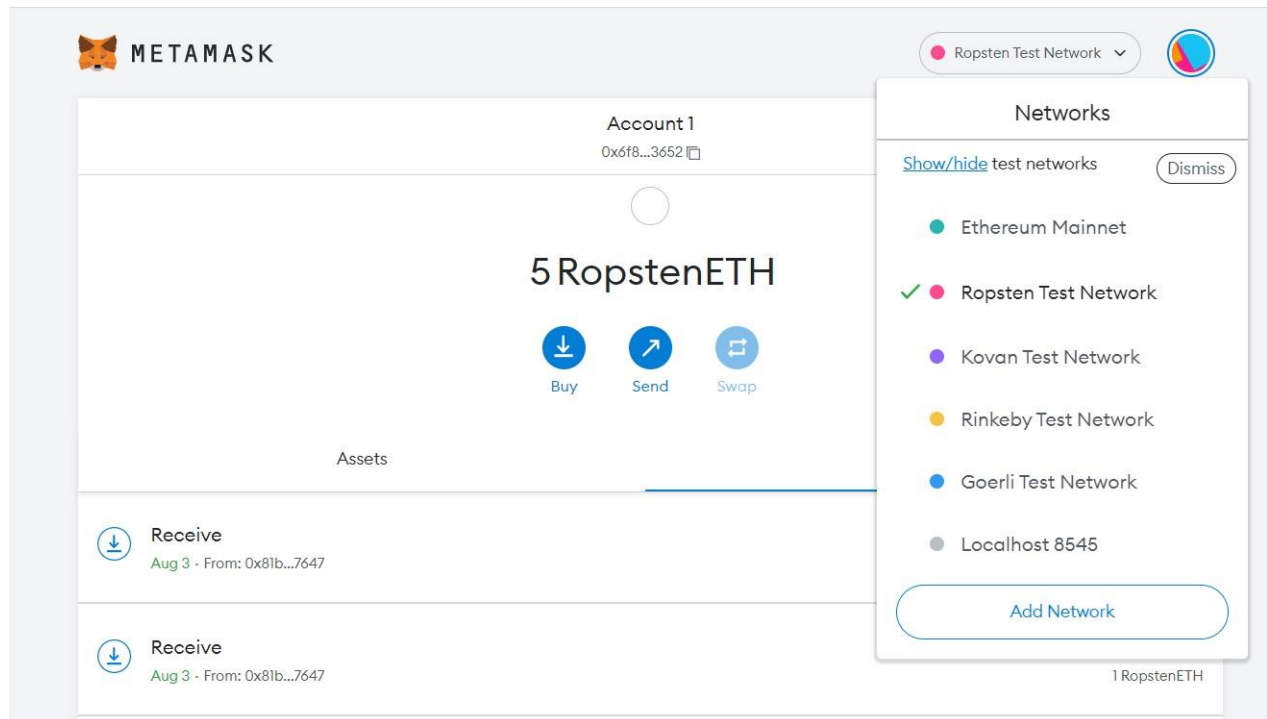 METAMASK
Ropsten Test Network
Account 1
0x6f8...3652
5 RopstenETH
Buy
Send
Swap
Assets
Receive
Aug 3 · From: 0x81b...7647
Receive
Aug 3 · From: 0x81b...7647
1 RopstenETH
Networks
Show/hide test networks
Dismiss
Ethereum Mainnet
Ropsten Test Network
Kovan Test Network
Rinkeby Test Network
Goerli Test Network
Localhost 8545
Add Network